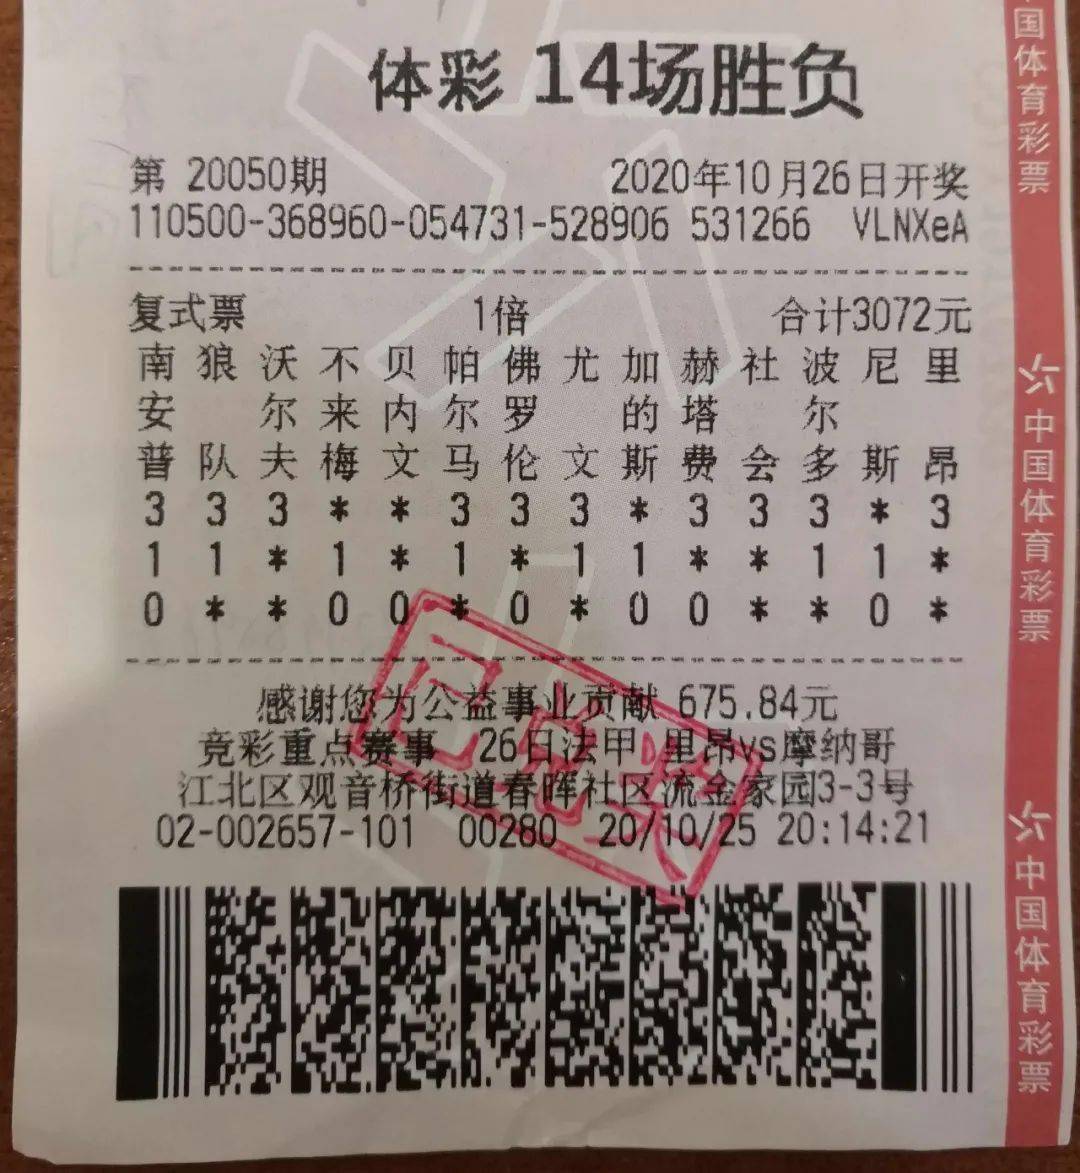 体彩 14场胜负
第 20050期 2020年10月26日开奖
110500-368960-054731-528906 531266 VLNXeA
复式票 1倍 合计3072元
南 狼 沃 不 贝 帕 佛 尤 加 赫 社 波 尼 里
安 尔 来 内 尔 罗 的 塔 尔
普 队 夫 梅 文 马 伦 文 斯 费 会 多 斯 昂
3 3 3 * * 3 3 3 * 3 3 3 * 3
1 1 * 1 * 1 * 1 1 * * 1 1 *
0 * * 0 0 * 0 * 0 0 * * 0 *
感谢您为公益事业贡献 675.84元
竞彩重点赛事 26日法甲 里昂vs摩纳哥
江北区观音桥街道春晖社区流金家园3-3号
02-002657-101 00280 20/10/25 20:14:21
已兑奖
国体育彩票
中国体育彩票
中国体育彩票